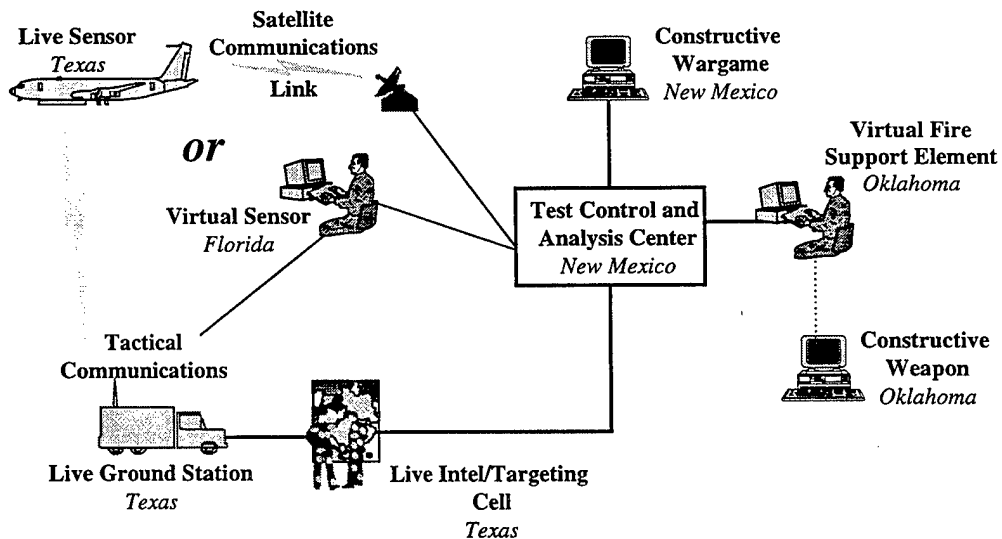 Live Sensor
Texas
Satellite
Communications
Link
Constructive
Wargame
New Mexico
or
Virtual Sensor
Florida
Test Control and
Analysis Center
New Mexico
Virtual Fire
Support Element
Oklahoma
Tactical
Communications
Constructive
Weapon
Oklahoma
Live Ground Station
Texas
Live Intel/Targeting
Cell
Texas